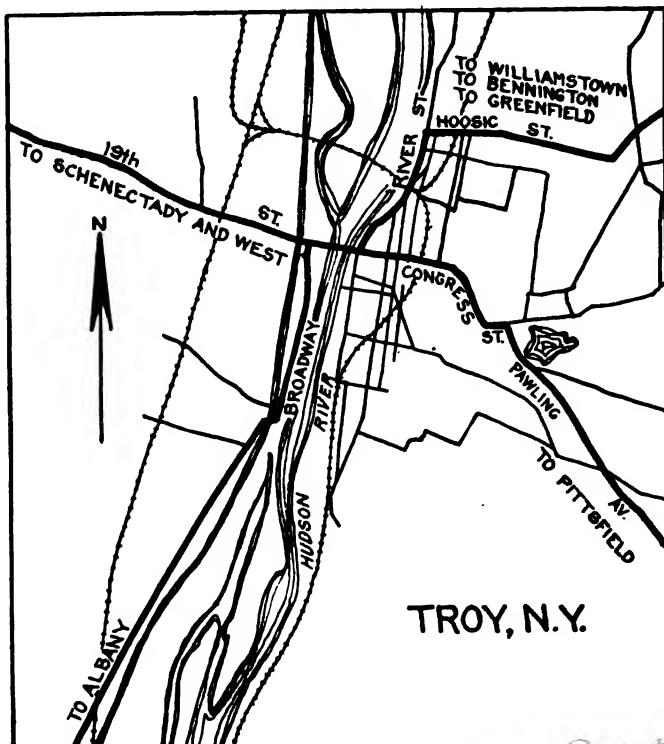 TO WILLIAMSTOWN
TO BENNINGTON
TO GREENFIELD
HOOSIC ST.
RIVER ST.
19th ST.
TO SCHENECTADY AND WEST
N
CONGRESS ST.
BROADWAY
HUDSON RIVER
PAWLING AV.
TO PITTSFIELD
TROY, N.Y.
TO ALBANY